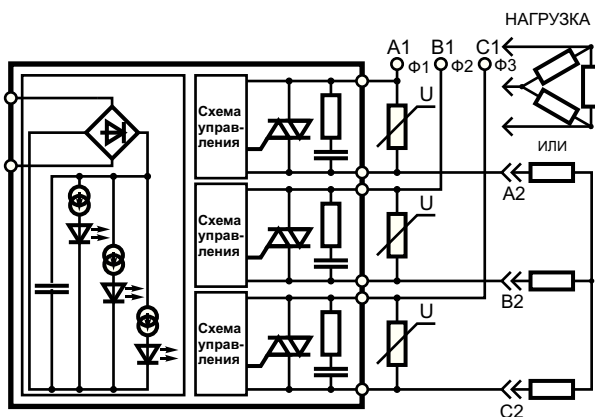 НАГРУЗКА
A1 B1 C1
Ф1 Ф2 Ф3
U
Схема
управ-
ления
ИЛИ
A2
U
Схема
управ-
ления
B2
U
Схема
управ-
ления
C2